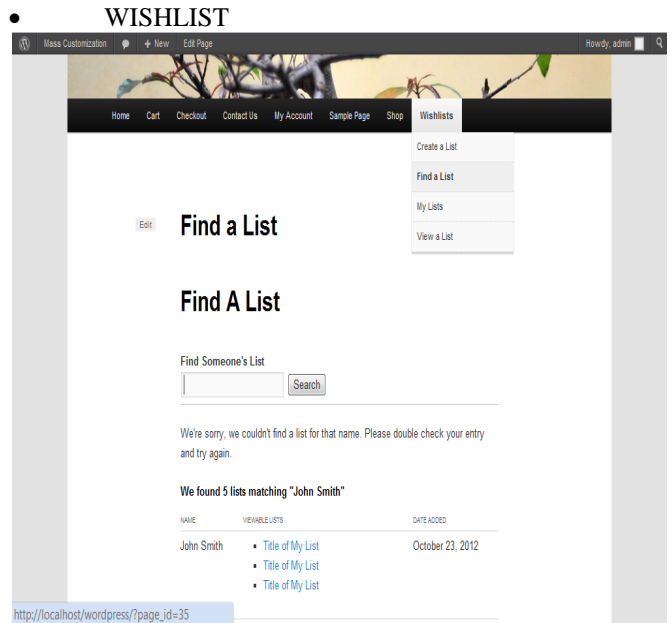 • WISHLIST
Mass Customization + New Edit Page Howdy, admin
Home Cart Checkout Contact Us My Account Sample Page Shop Wishlists
Create a List
Find a List
My Lists
View a List
Edit Find a List
Find A List
Find Someone's List
Search
We're sorry, we couldn't find a list for that name. Please double check your entry
and try again.
We found 5 lists matching "John Smith"
NAME VIEWABLE LISTS DATE ADDED
John Smith ▪ Title of My List October 23, 2012
▪ Title of My List
▪ Title of My List
http://localhost/wordpress/?page_id=35